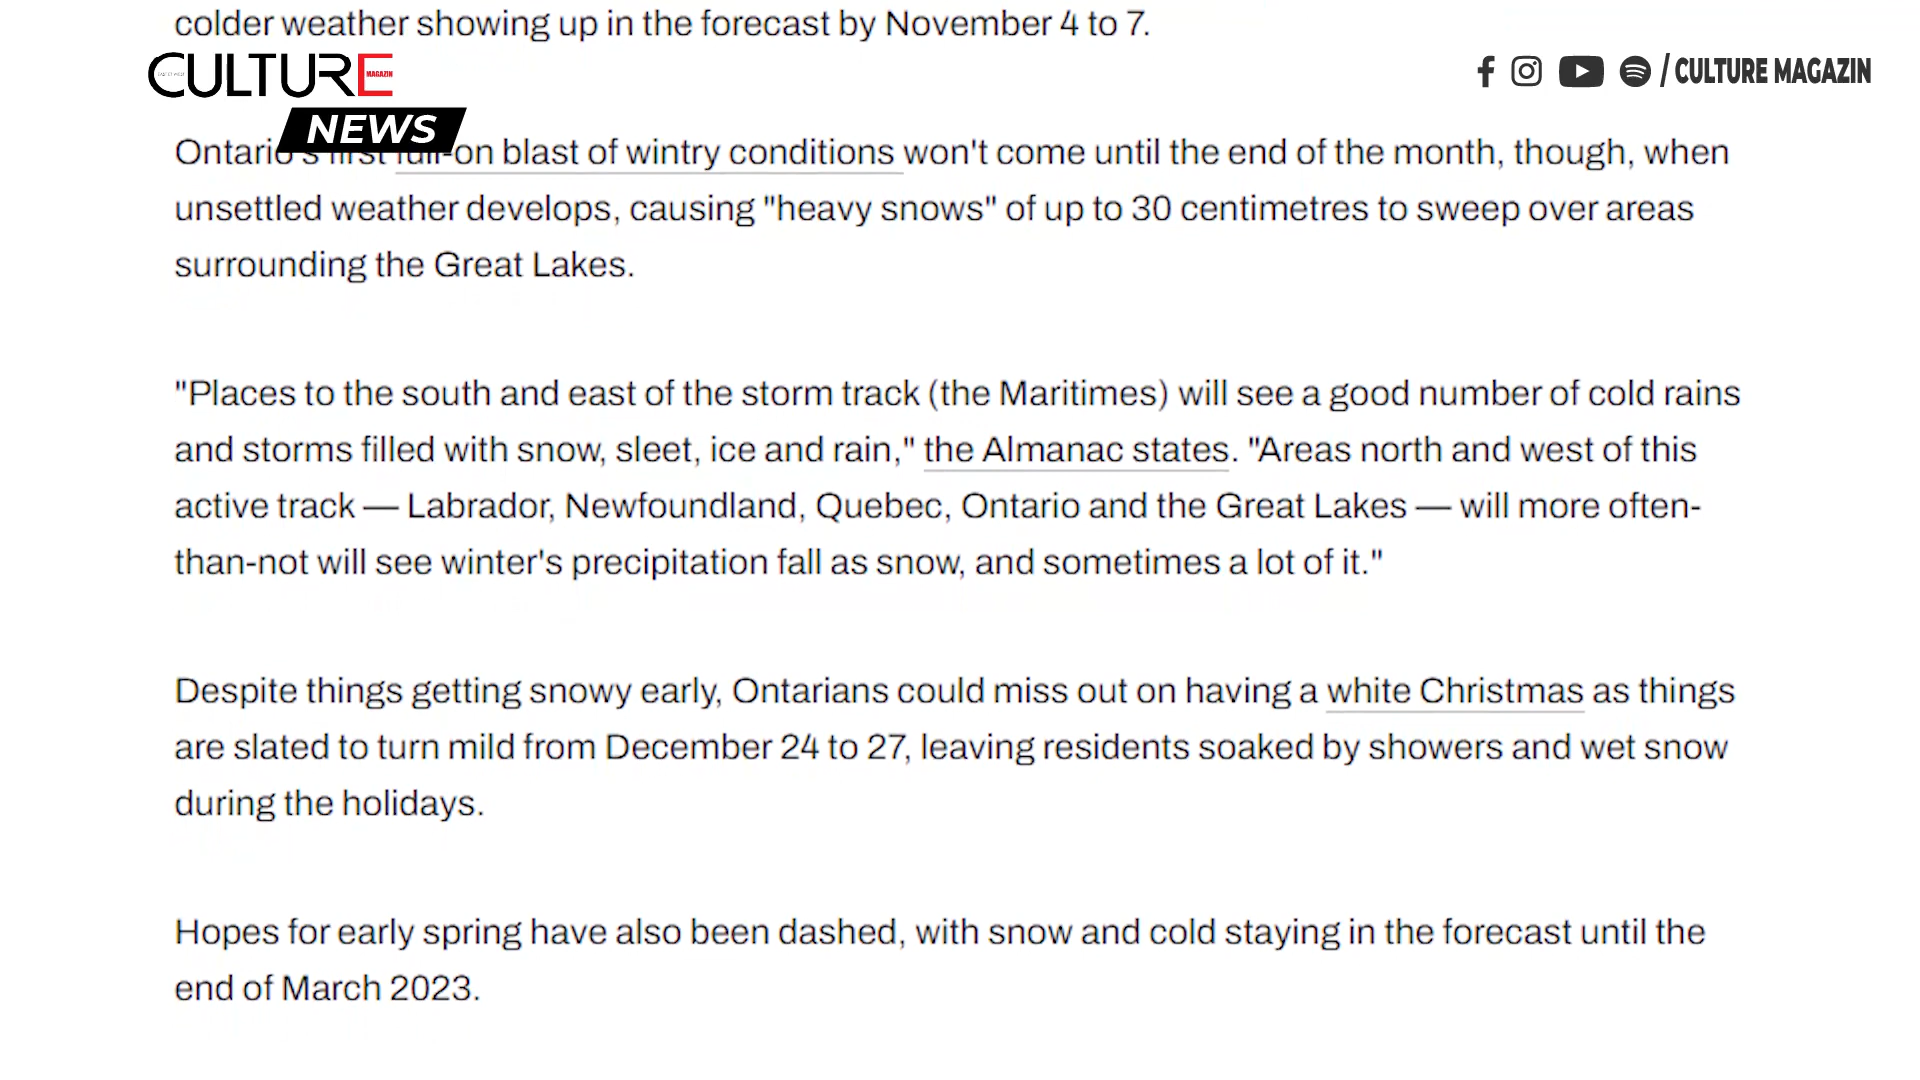 colder weather showing up in the forecast by November 4 to 7.
CULTURE
MAGAZIN
NEWS
/ CULTURE MAGAZIN
Ontario's first full-on blast of wintry conditions won't come until the end of the month, though, when
unsettled weather develops, causing "heavy snows" of up to 30 centimetres to sweep over areas
surrounding the Great Lakes.
"Places to the south and east of the storm track (the Maritimes) will see a good number of cold rains
and storms filled with snow, sleet, ice and rain," the Almanac states. "Areas north and west of this
active track — Labrador, Newfoundland, Quebec, Ontario and the Great Lakes — will more often-
than-not will see winter's precipitation fall as snow, and sometimes a lot of it."
Despite things getting snowy early, Ontarians could miss out on having a white Christmas as things
are slated to turn mild from December 24 to 27, leaving residents soaked by showers and wet snow
during the holidays.
Hopes for early spring have also been dashed, with snow and cold staying in the forecast until the
end of March 2023.